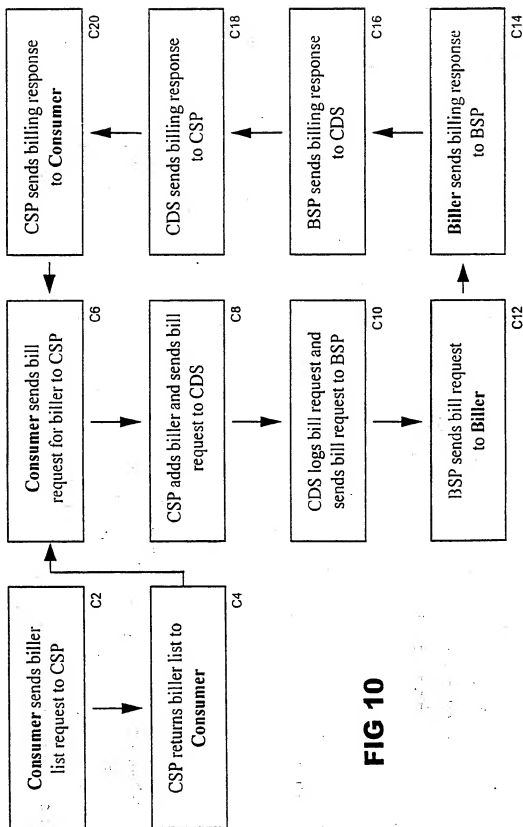 Consumer sends biller
list request to CSP
C2
CSP returns biller list to
Consumer
C4
Consumer sends bill
request for biller to CSP
C6
CSP adds biller and sends bill
request to CDS
C8
CDS logs bill request and
sends bill request to BSP
C10
BSP sends bill request
to Biller
C12
Biller sends billing response
to BSP
C14
BSP sends billing response
to CDS
C16
CDS sends billing response
to CSP
C18
CSP sends billing response
to Consumer
C20
FIG 10